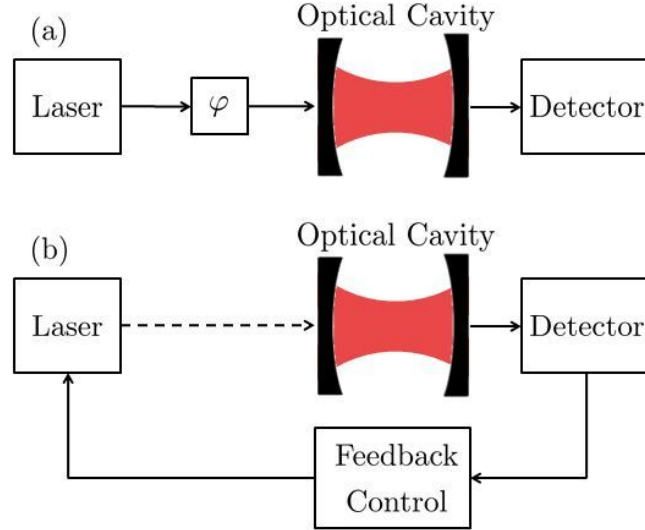 Optical Cavity
(a)
Laser
φ
Detector
Optical Cavity
(b)
Laser
Detector
Feedback
Control